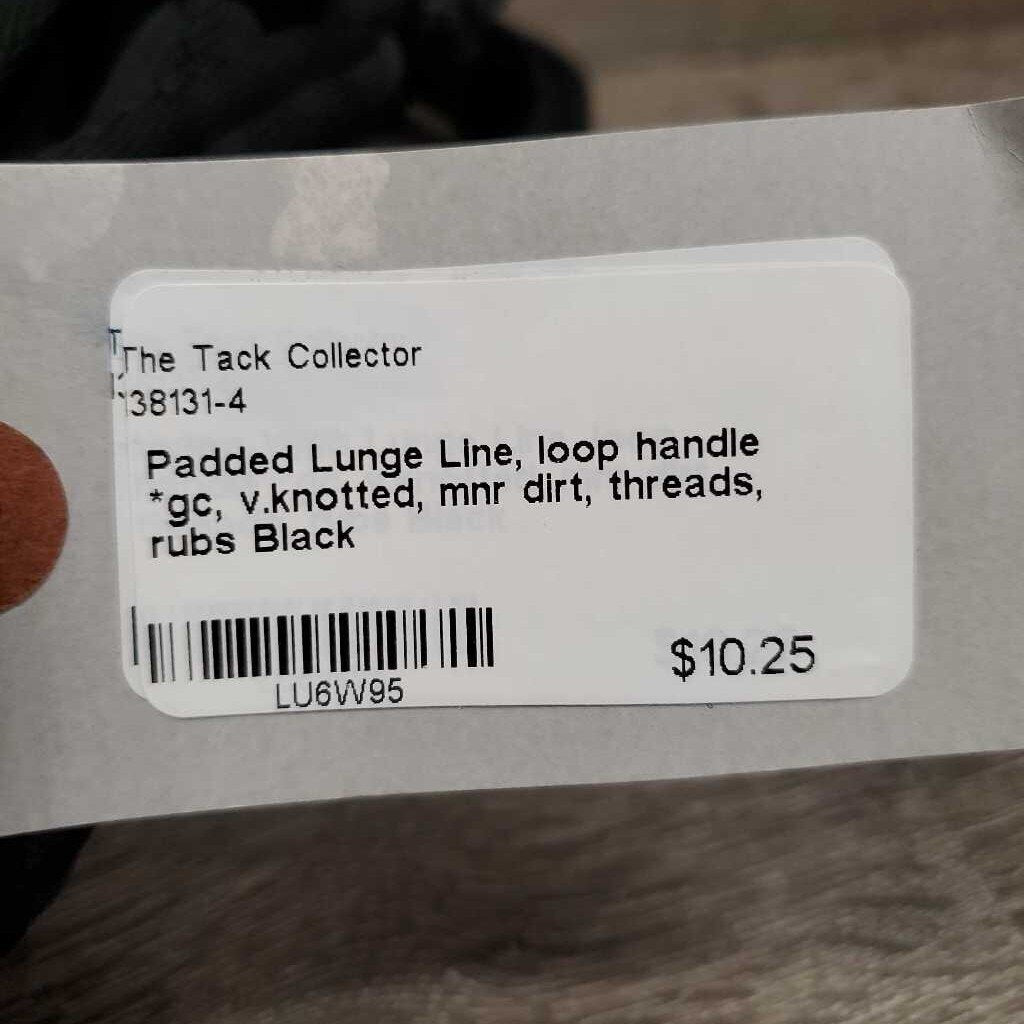 The Tack Collector
138131-4
Padded Lunge Line, loop handle
*gc, v.knotted, mnr dirt, threads,
rubs Black
LU6W95
$10.25